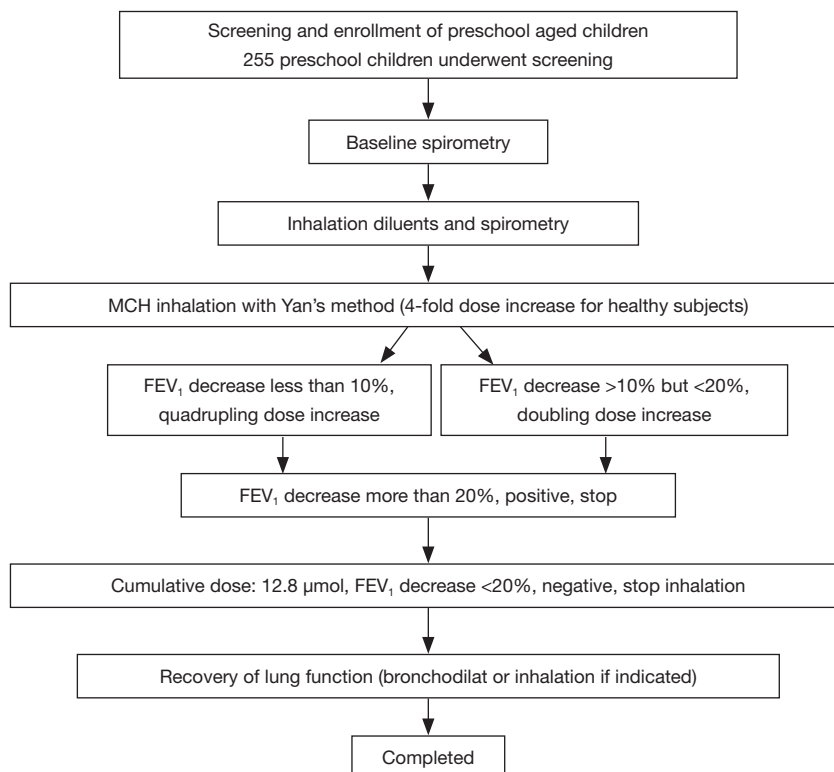 Screening and enrollment of preschool aged children
255 preschool children underwent screening
Baseline spirometry
Inhalation diluents and spirometry
MCH inhalation with Yan’s method (4-fold dose increase for healthy subjects)
FEV₁ decrease less than 10%,
quadrupling dose increase
FEV₁ decrease >10% but <20%,
doubling dose increase
FEV₁ decrease more than 20%, positive, stop
Cumulative dose: 12.8 µmol, FEV₁ decrease <20%, negative, stop inhalation
Recovery of lung function (bronchodilat or inhalation if indicated)
Completed